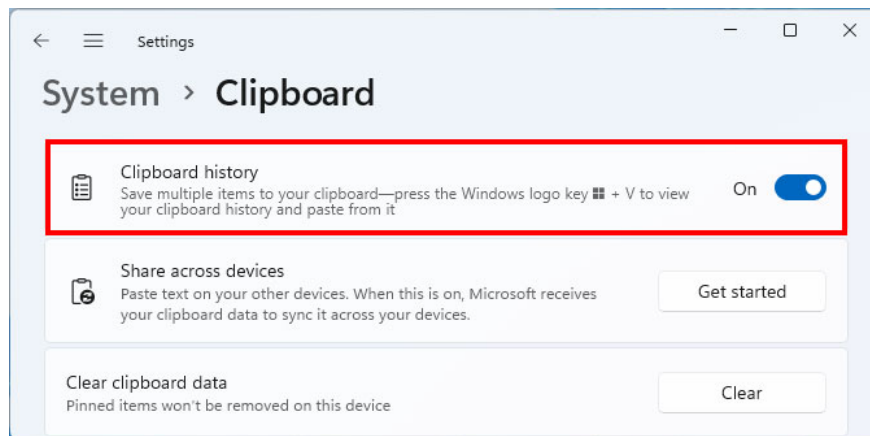 Settings
System > Clipboard
Clipboard history
Save multiple items to your clipboard—press the Windows logo key + V to view
your clipboard history and paste from it
On
Share across devices
Paste text on your other devices. When this is on, Microsoft receives
your clipboard data to sync it across your devices.
Get started
Clear clipboard data
Pinned items won't be removed on this device
Clear